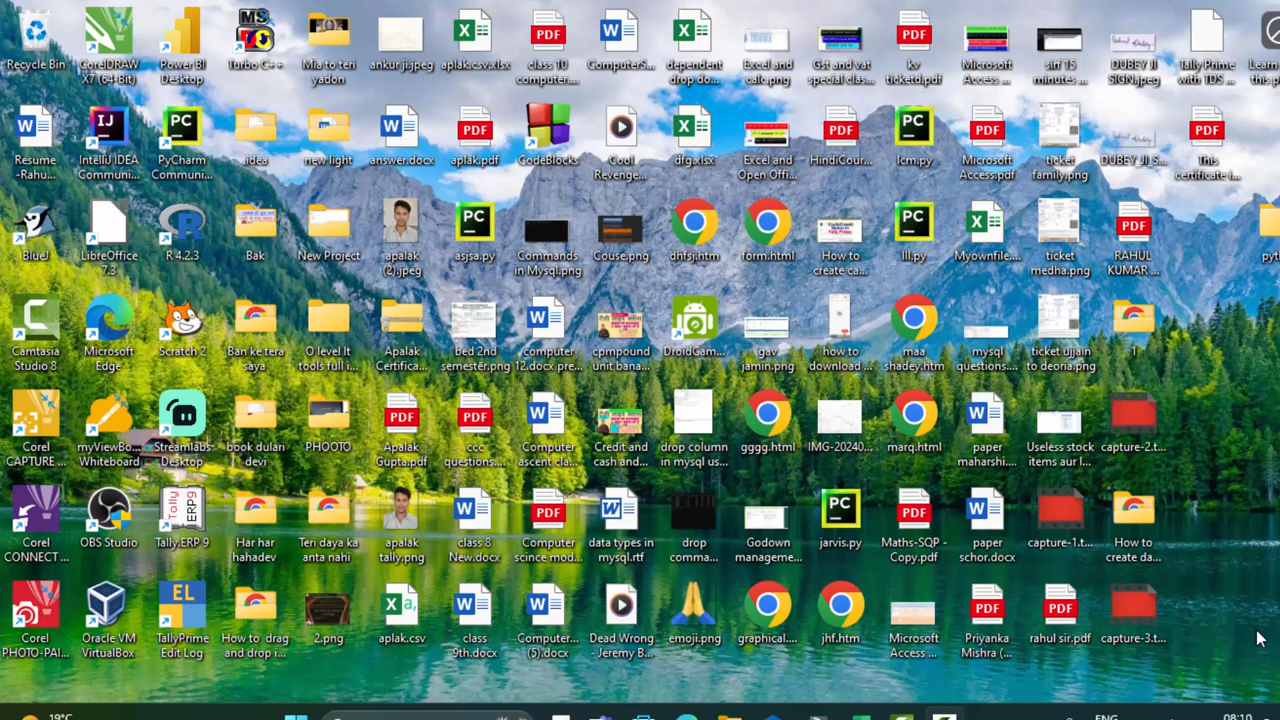 Recycle Bin
CorelDRAW
X7 (64-Bit)
Power BI
Desktop
Turbo C++
Mia to teri
yadon
ankur ji.jpeg
aplak.csv.xlsx
class 10
computer....
ComputerS...
dependent
drop do...
Excel and
calc.png
Gst and vat
special clas...
kv
ticketd.pdf
Microsoft
Access ...
sirf 15
minutes ...
DUBEY JI
SIGN.jpeg
Tally Prime
with TDS ...
Learn
this p
Resume
-Rahu...
IntelliJ IDEA
Communi...
PyCharm
Communi...
.idea
new light
answer.docx
aplak.pdf
CodeBlocks
Cool
Revenge...
dfg.xlsx
Excel and
Open Offi...
HindiCour...
lcm.py
Microsoft
Access.pdf
ticket
family.png
DUBEY_JI_S...
This
certificate i...
BlueJ
LibreOffice
7.3
R 4.2.3
Bak
New Project
apalak
(2).jpeg
asjsa.py
Commands
in Mysql.png
Couse.png
dhfsj.htm
form.html
How to
create ca...
lll.py
Myownfile....
ticket
medha.png
RAHUL
KUMAR ...
pyt
Camtasia
Studio 8
Microsoft
Edge
Scratch 2
Ban ke tera
saya
O level It
tools full i...
Apalak
Certifica...
bed 2nd
semester.png
computer
12.docx pre...
cpmpound
unit bana...
DroidCam...
gav
jamin.png
how to
download ...
maa
shadey.htm
mysql
questions....
ticket ujjain
to deoria.png
1
Corel
CAPTURE ...
myViewBo...
Whiteboard
Streamlabs
Desktop
book dulari
devi
PHOOTO
Apalak
Gupta.pdf
ccc
questions....
Computer
ascent cla...
Credit and
cash and...
drop column
in mysql us...
gggg.html
IMG-20240...
marq.html
paper
maharshi....
Useless stock
items aur l...
capture-2.t...
Corel
CONNECT ...
OBS Studio
Tally.ERP 9
Har har
hahadev
Teri daya ka
anta nahi
apalak
tally.png
class 8
New.docx
Computer
scince mod...
data types in
mysql.rtf
drop
comma...
Godown
manageme...
jarvis.py
Maths-SQP -
Copy.pdf
paper
schor.docx
capture-1.t...
How to
create da...
Corel
PHOTO-PAI...
Oracle VM
VirtualBox
TallyPrime
Edit Log
How to drag
and drop i...
2.png
aplak.csv
class
9th.docx
Computer...
(5).docx
Dead Wrong
- Jeremy B...
emoji.png
graphical....
jhf.htm
Microsoft
Access ...
Priyanka
Mishra (...
rahul sir.pdf
capture-3.t...
19°C
ENG
08:10